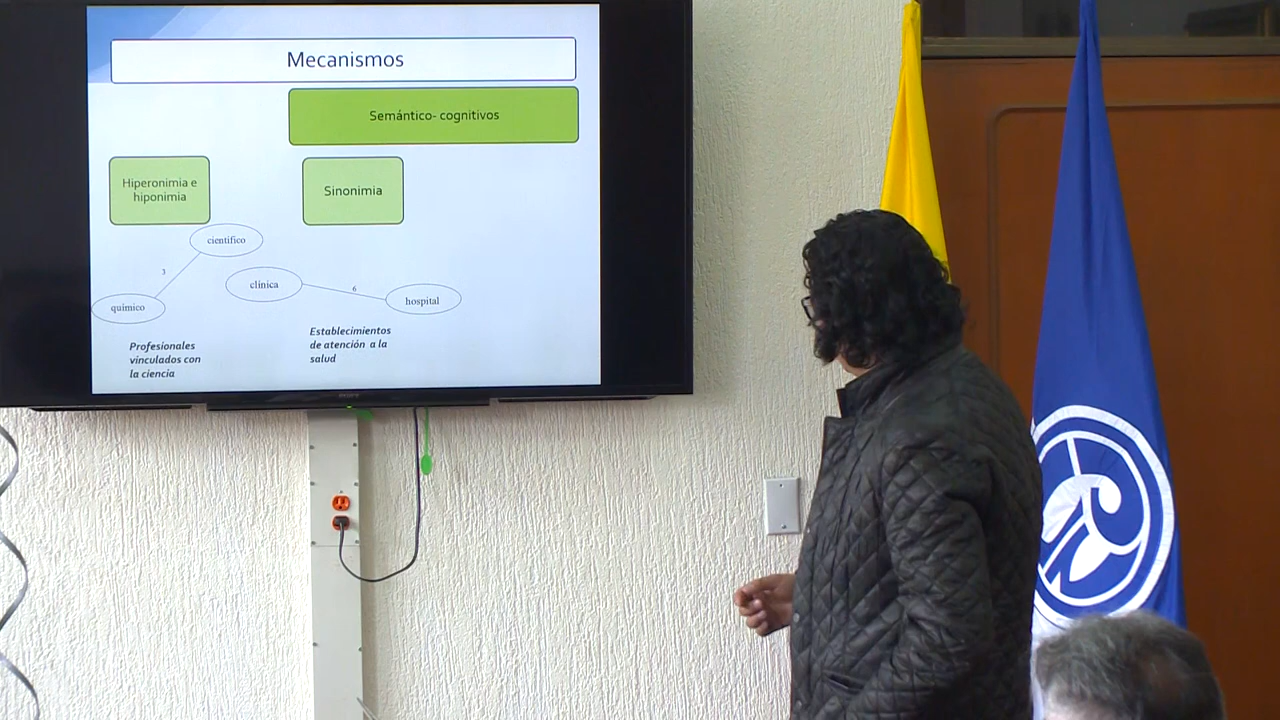 Mecanismos
Semántico- cognitivos
Hiperonimia e
hiponimia
Sinonimia
científico
3
químico
clínica
6
hospital
Profesionales
vinculados con
la ciencia
Establecimientos
de atención a la
salud
SONY